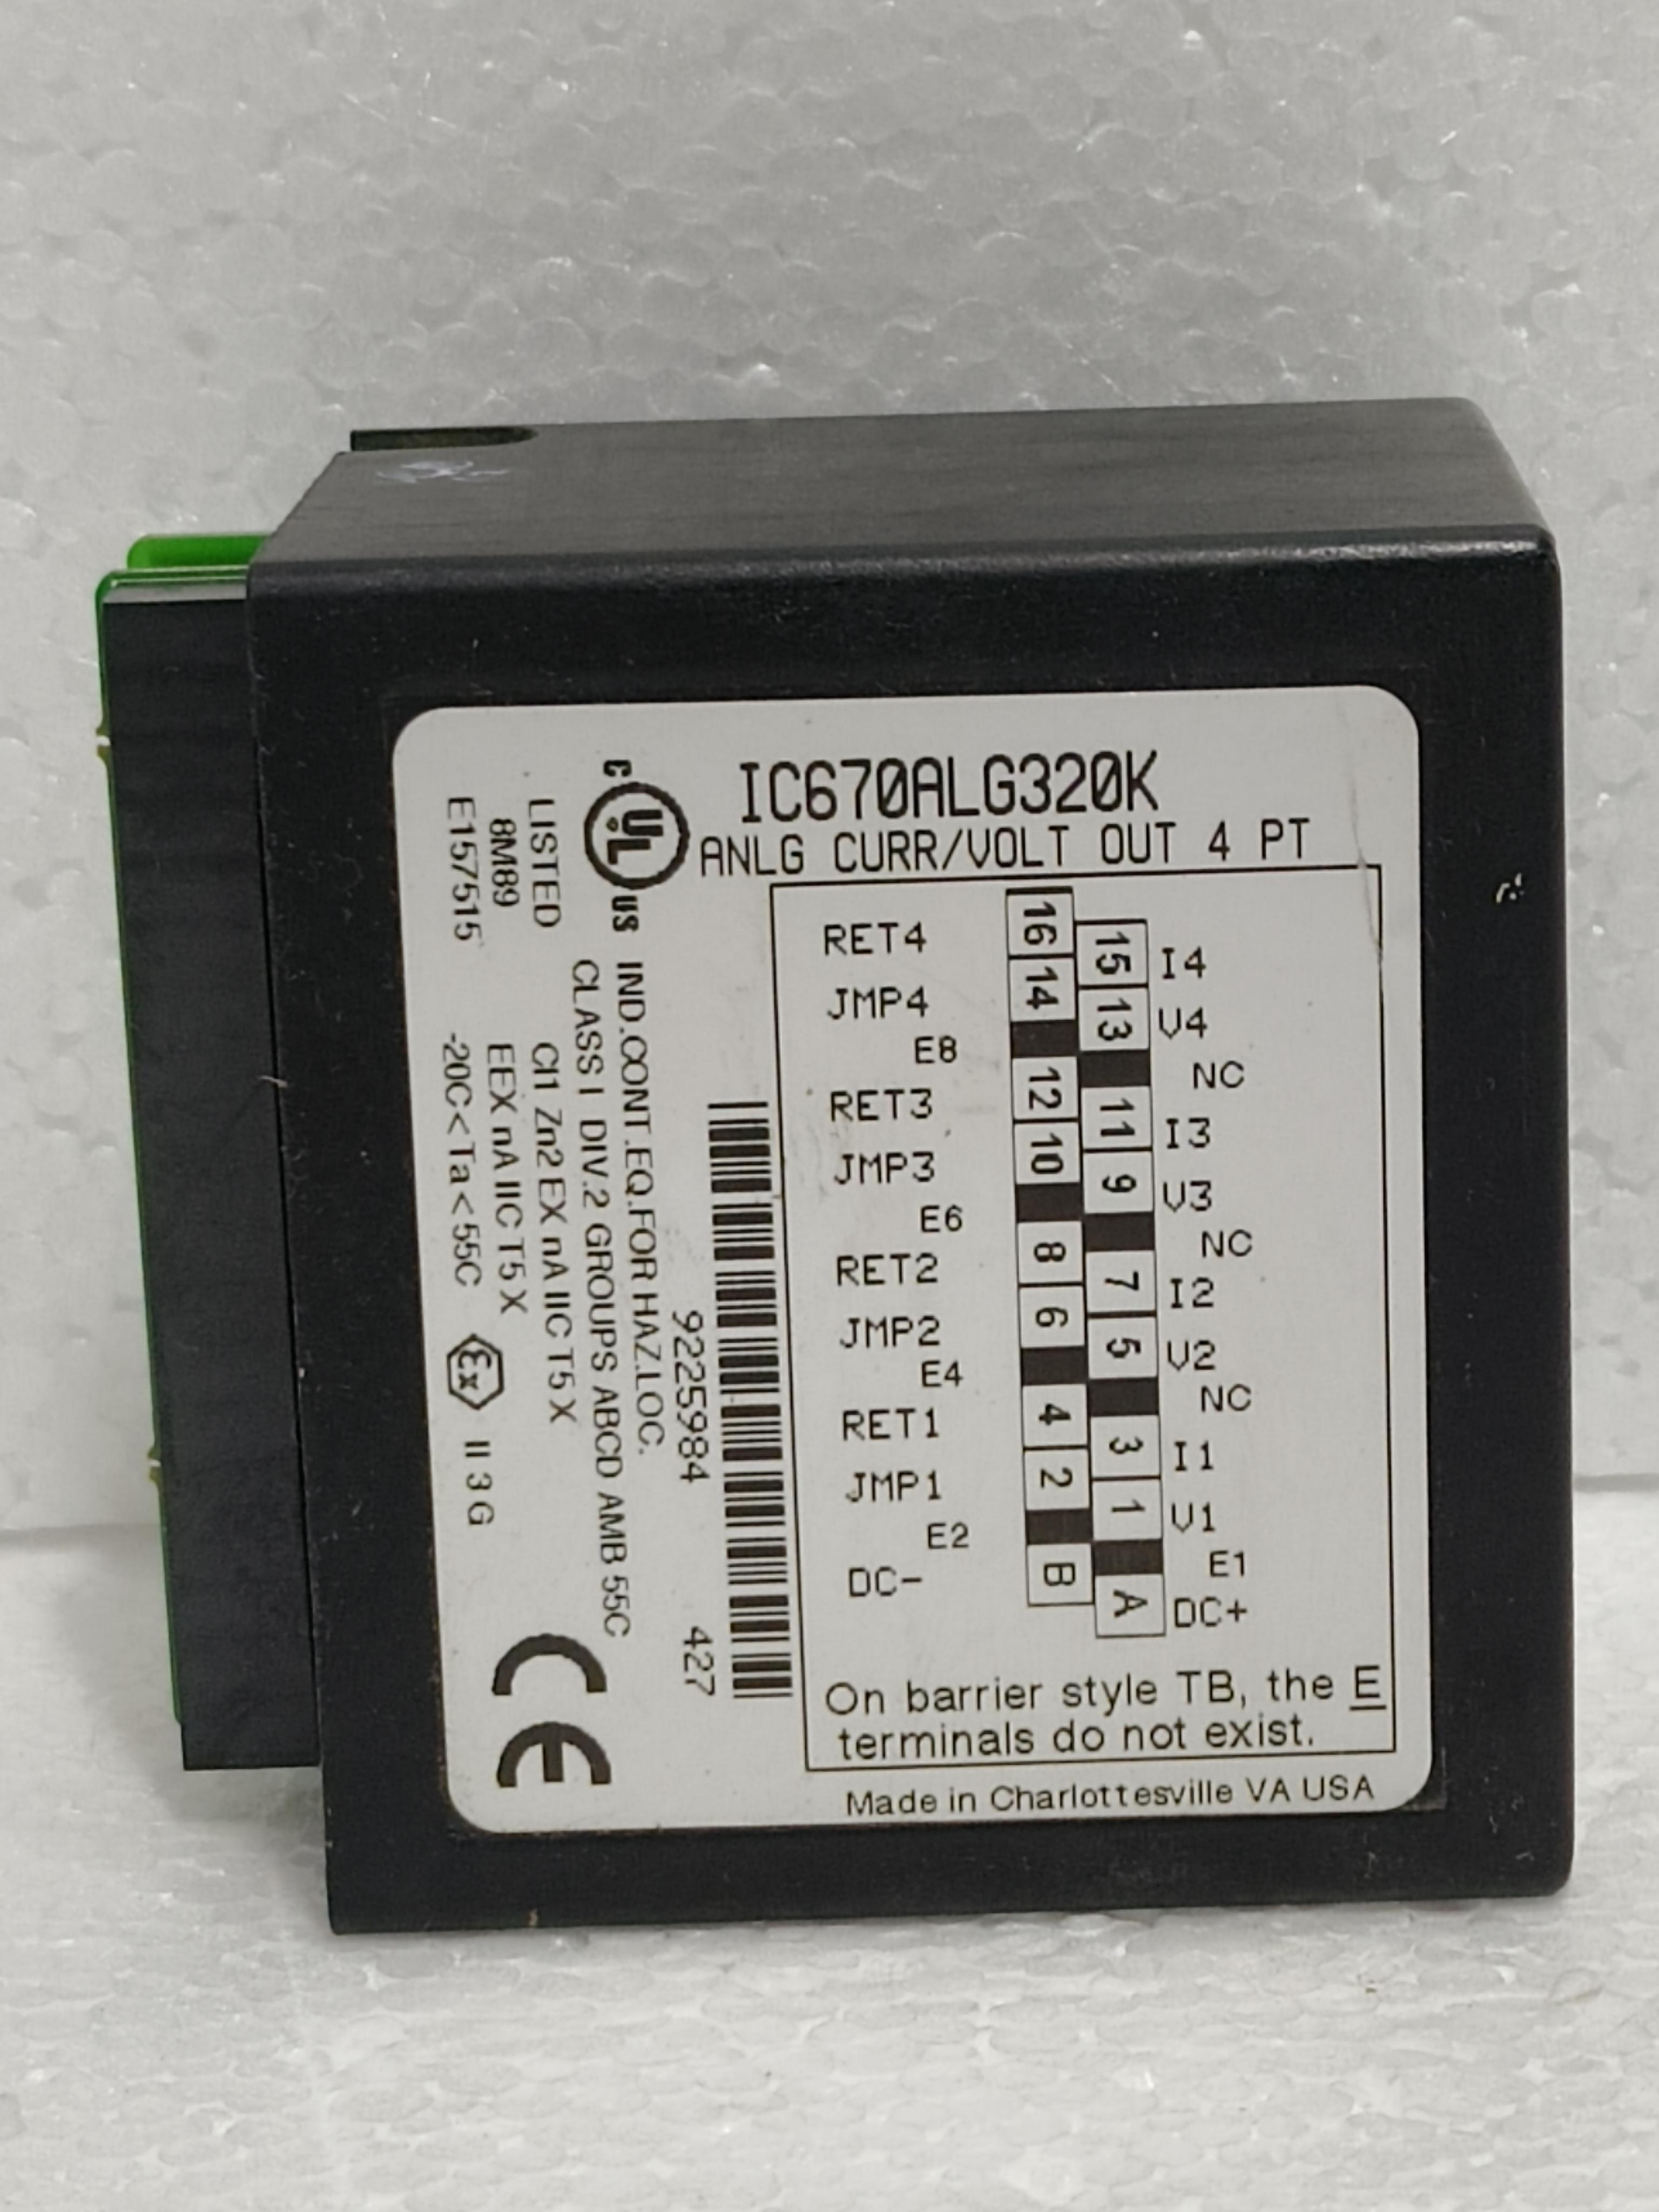 IC670ALG320K
ANLG CURR/VOLT OUT 4 PT
RET4 16 15 I4
JMP4 14 13 V4
E8 NC
RET3 12 11 I3
JMP3 10 9 V3
E6 NC
RET2 8 7 I2
JMP2 6 5 V2
E4 NC
RET1 4 3 I1
JMP1 2 1 V1
E2 E1
DC- B A DC+
On barrier style TB, the E
terminals do not exist.
Made in Charlottesville VA USA
9225984 427
C UL US
IND.CONT.EQ.FOR HAZ.LOC.
CLASS I DIV.2 GROUPS ABCD AMB 55C
LISTED CI1 Zn2 EX nA IIC T5 X
8M89 EEX nA IIC T5 X
E157515 -20C<Ta<55C Ex II 3 G
CE